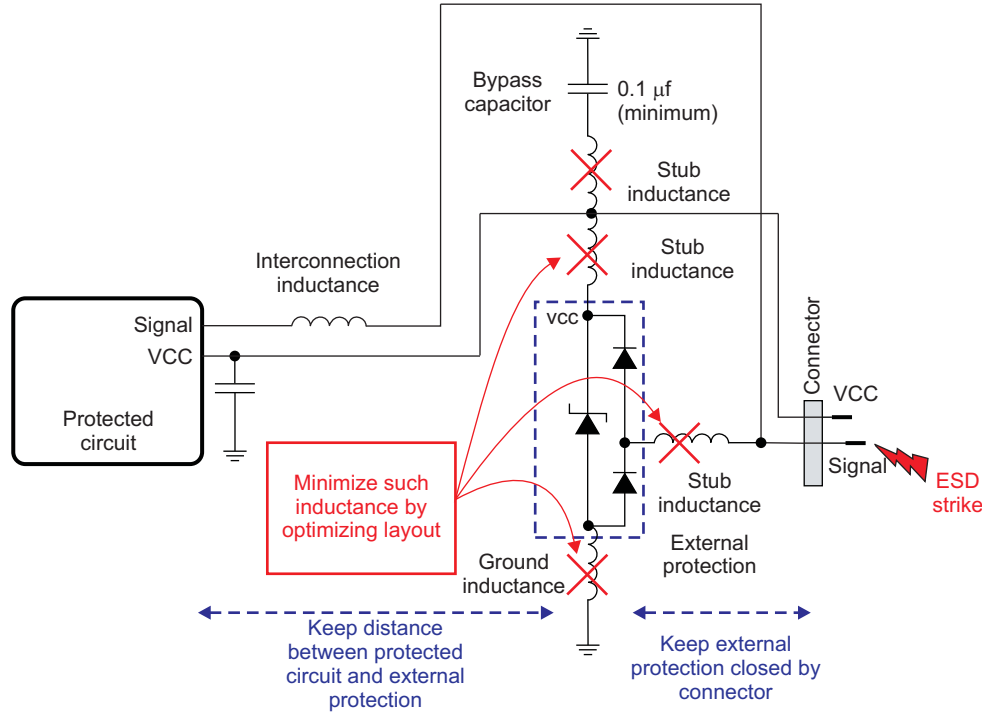 Bypass
capacitor
0.1 μf
(minimum)
Stub
inductance
Stub
inductance
Interconnection
inductance
Signal
VCC
Protected
circuit
vcc
Connector
VCC
Signal
ESD
strike
Minimize such
inductance by
optimizing layout
Stub
inductance
Ground
inductance
External
protection
Keep distance
between protected
circuit and external
protection
Keep external
protection closed by
connector